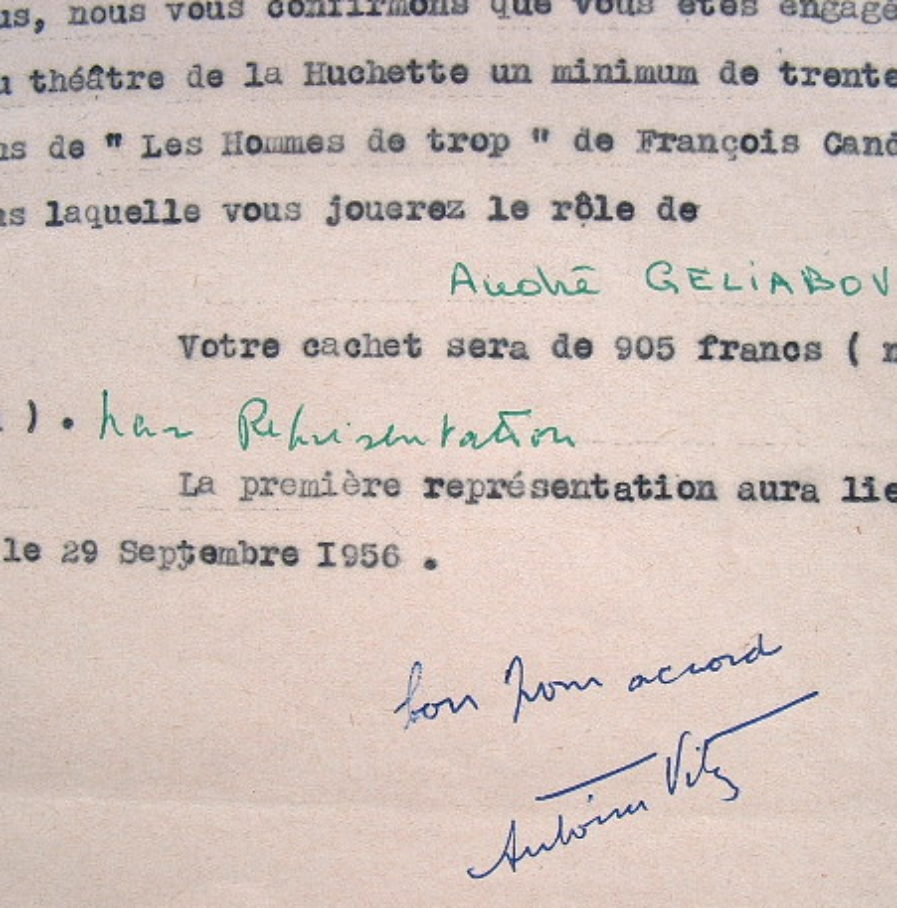 us, nous vous confirmons que vous êtes engagé
u théâtre de la Huchette un minimum de trente
ns de " Les Hommes de trop " de François Cand
ns laquelle vous jouerez le rôle de
André GELIABOV
Votre cachet sera de 905 francs ( n
). par Représentation
La première représentation aura lie
le 29 Septembre I956 .
bon pour accord
Antoine Vitez